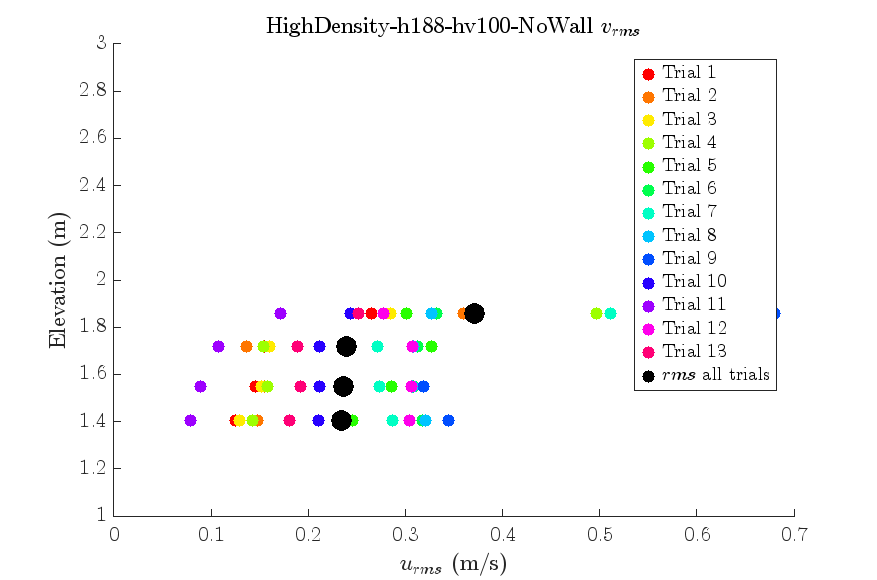 HighDensity-h188-hv100-NoWall v_rms
3
2.8
2.6
2.4
2.2
2
1.8
1.6
1.4
1.2
1
Elevation (m)
Trial 1
Trial 2
Trial 3
Trial 4
Trial 5
Trial 6
Trial 7
Trial 8
Trial 9
Trial 10
Trial 11
Trial 12
Trial 13
rms all trials
0 0.1 0.2 0.3 0.4 0.5 0.6 0.7
u_rms (m/s)